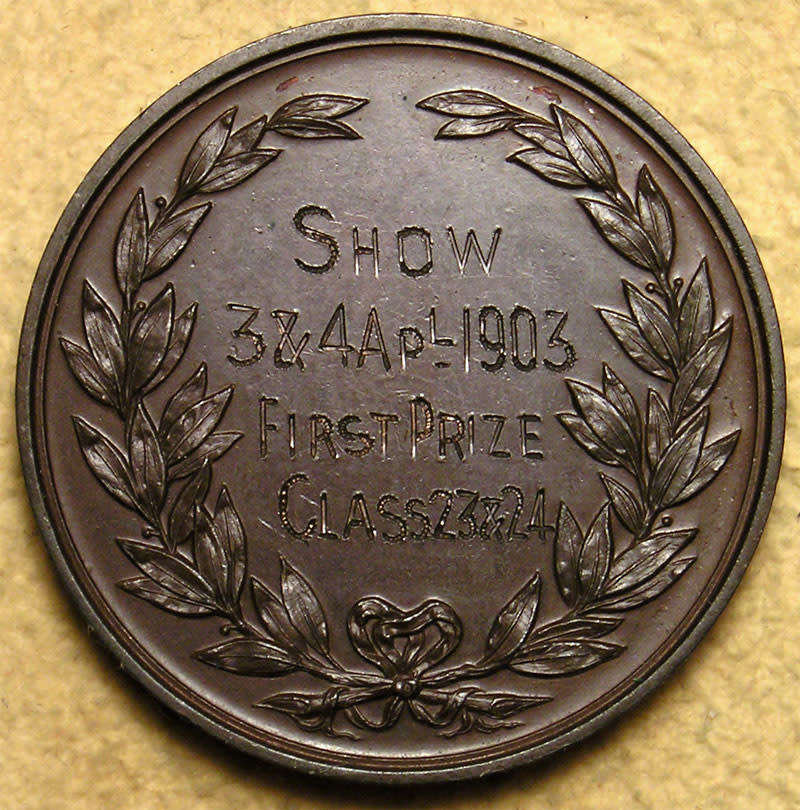 SHOW
3&4 APL 1903
FIRST PRIZE
CLASS 23&24